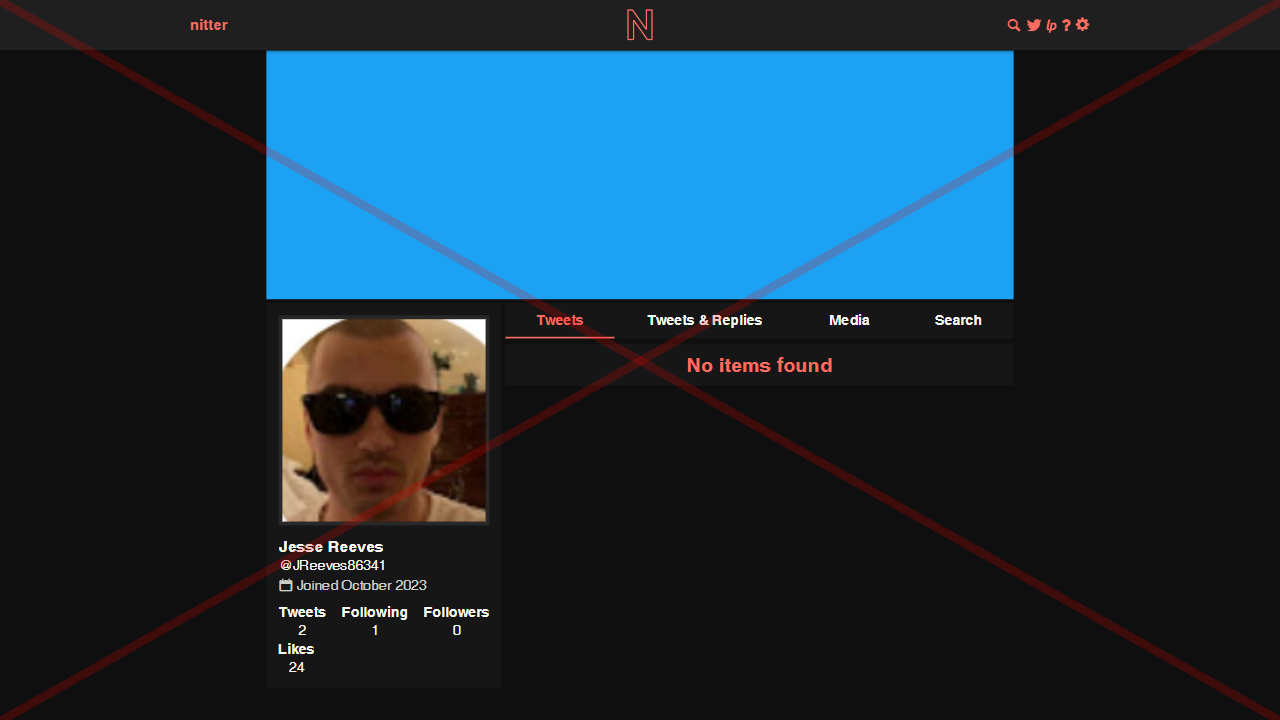 nitter
N
lp ?
Tweets
Tweets & Replies
Media
Search
No items found
Jesse Reeves
@JReeves86341
Joined October 2023
Tweets Following Followers
2 1 0
Likes
24